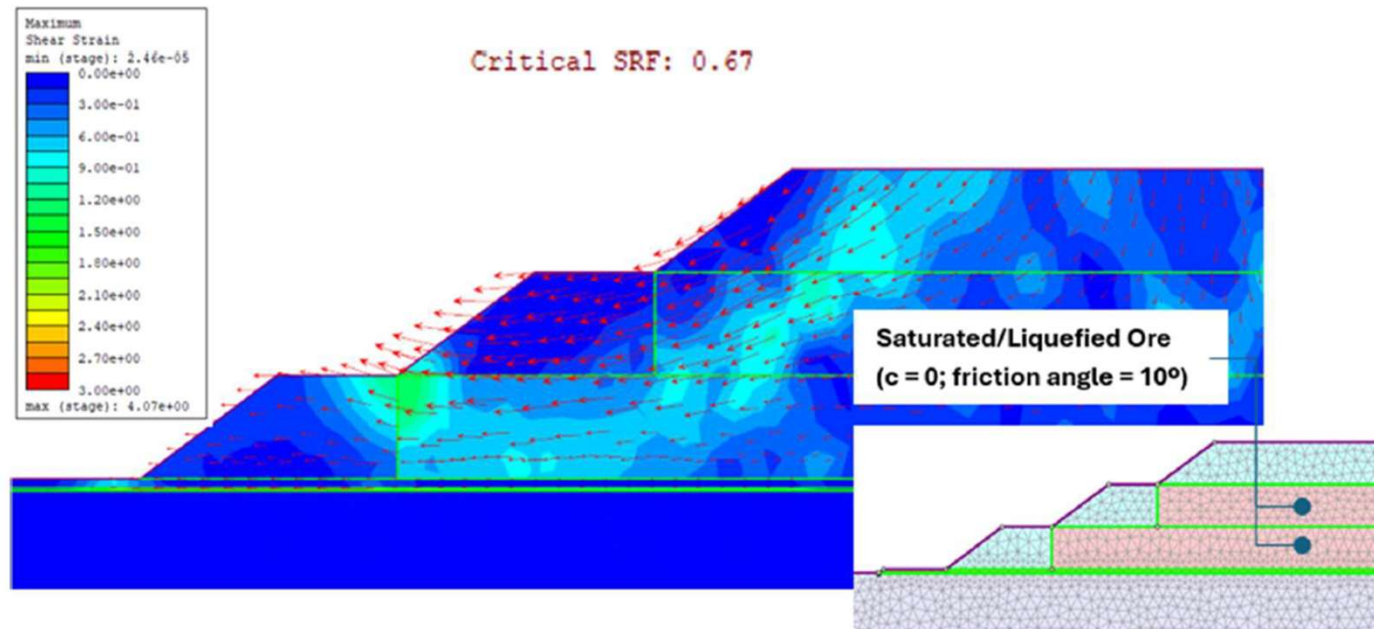 Maximum
Shear Strain
min (stage): 2.46e-05
0.00e+00
3.00e-01
6.00e-01
9.00e-01
1.20e+00
1.50e+00
1.80e+00
2.10e+00
2.40e+00
2.70e+00
3.00e+00
max (stage): 4.07e+00
Critical SRF: 0.67
Saturated/Liquefied Ore
(c = 0; friction angle = 10º)